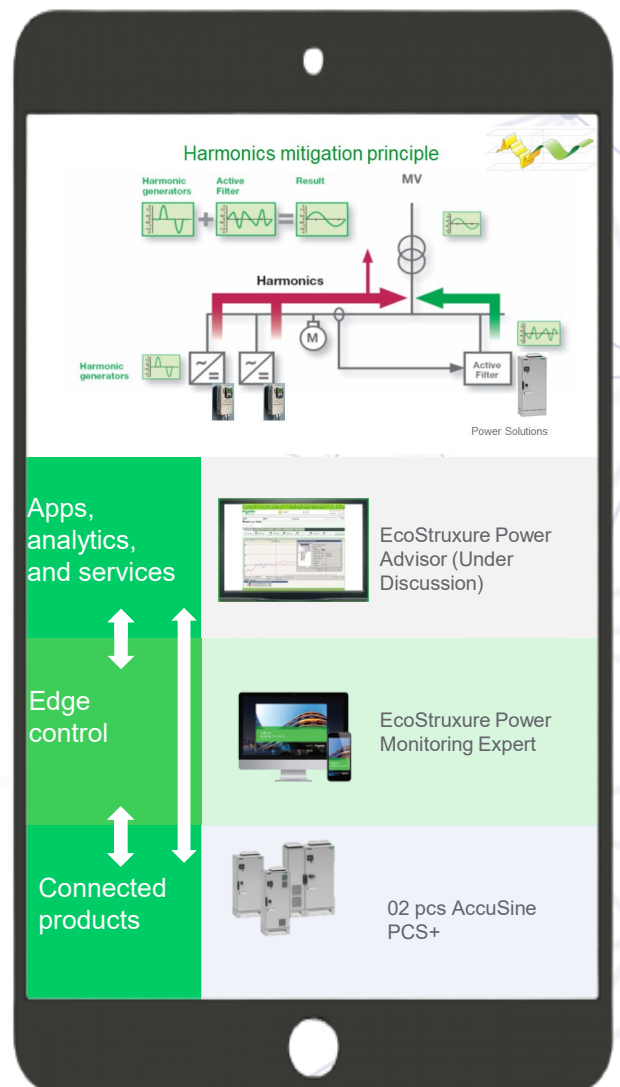 Harmonics mitigation principle
Harmonic
generators
Active
Filter
Result
MV
Harmonics
M
Harmonic
generators
Active
Filter
Power Solutions
Apps,
analytics,
and services
EcoStruxure Power
Advisor (Under
Discussion)
Edge
control
EcoStruxure Power
Monitoring Expert
Connected
products
02 pcs AccuSine
PCS+